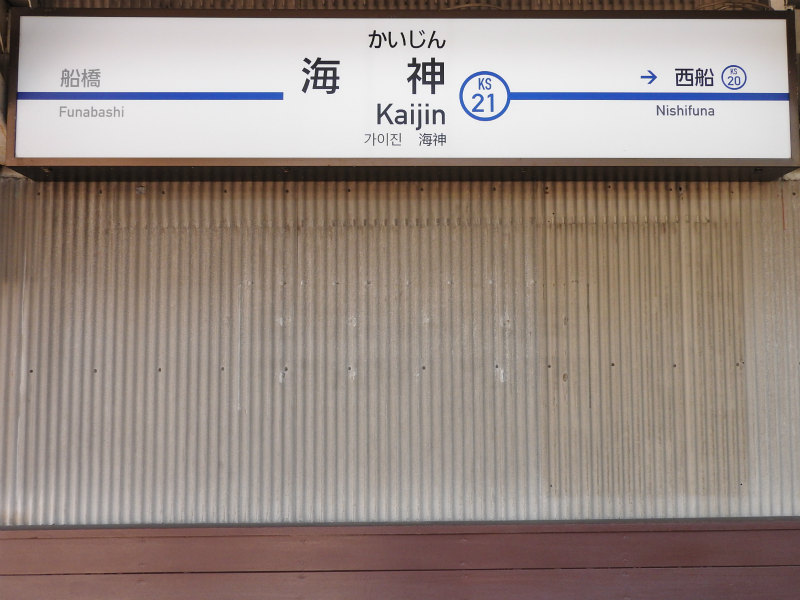 かいじん
船橋
海神
KS
21
→ 西船
KS
20
Funabashi
Kaijin
Nishifuna
가이진 海神